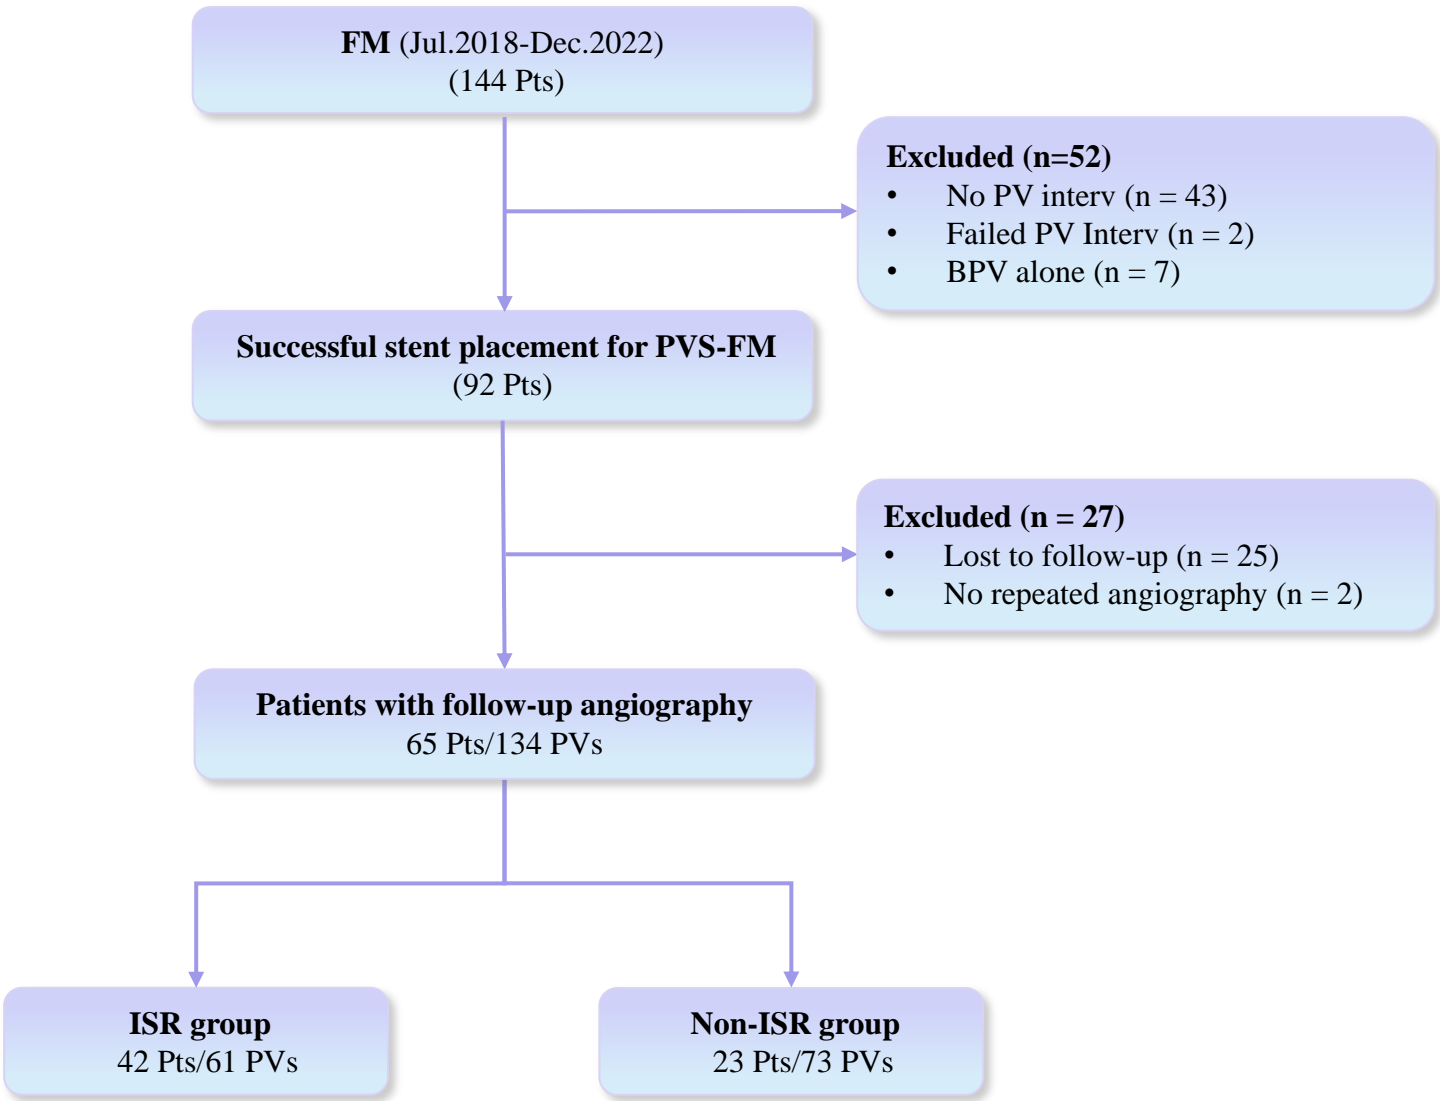 FM (Jul.2018-Dec.2022)
(144 Pts)
Excluded (n=52)
• No PV interv (n = 43)
• Failed PV Interv (n = 2)
• BPV alone (n = 7)
Successful stent placement for PVS-FM
(92 Pts)
Excluded (n = 27)
• Lost to follow-up (n = 25)
• No repeated angiography (n = 2)
Patients with follow-up angiography
65 Pts/134 PVs
ISR group
42 Pts/61 PVs
Non-ISR group
23 Pts/73 PVs